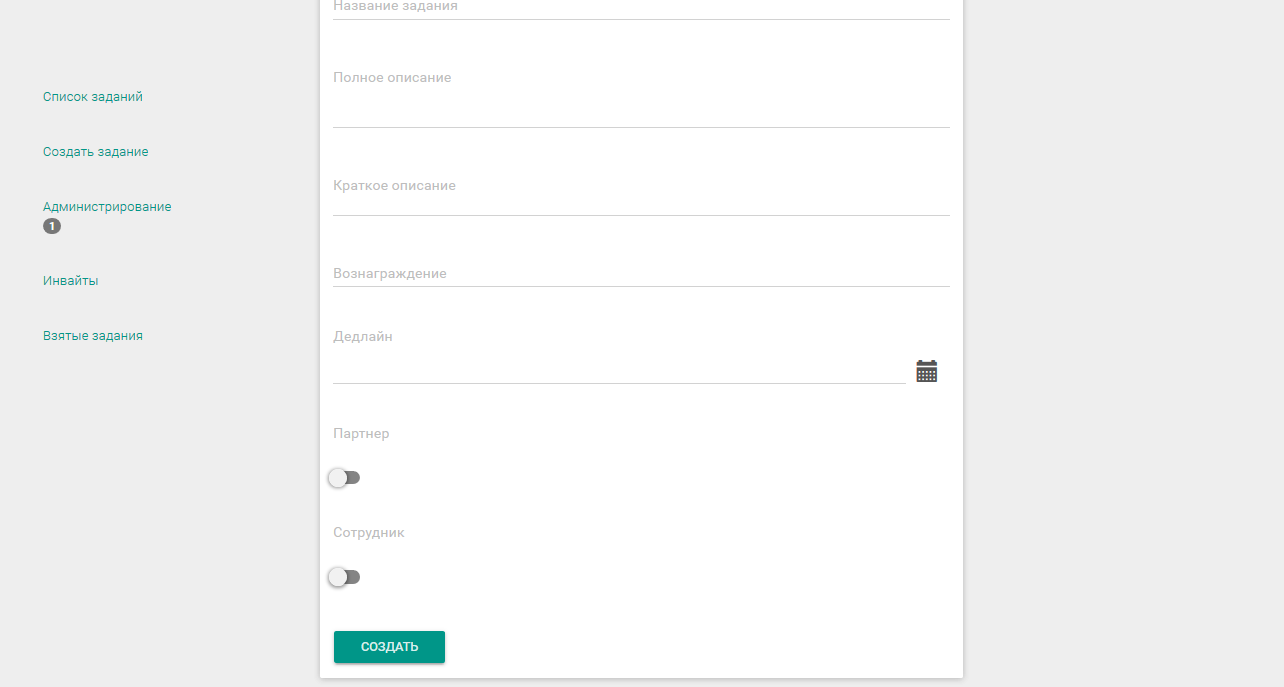 Список заданий
Создать задание
Администрирование
1
Инвайты
Взятые задания
Название задания
Полное описание
Краткое описание
Вознаграждение
Дедлайн
Партнер
Сотрудник
СОЗДАТЬ